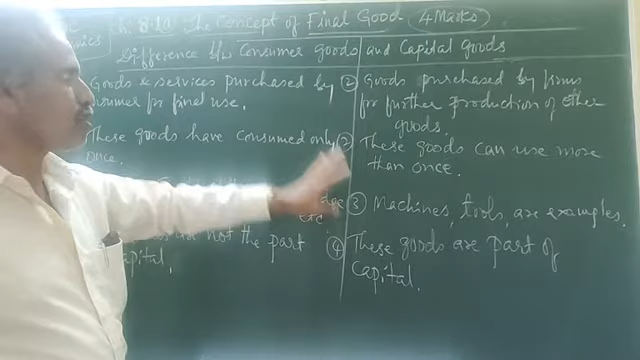 Ch: 8.10 The Concept of Final Good (4 Marks)
Difference b/w Consumer goods and Capital goods
Goods & services purchased by
sumer for final use.
These goods have consumed only
once.
etc.
are not the part
capital.
② Goods purchased by firms
for further production of other
goods.
② These goods can use more
than once.
③ Machines, tools, are examples.
④ These goods are part of
capital.